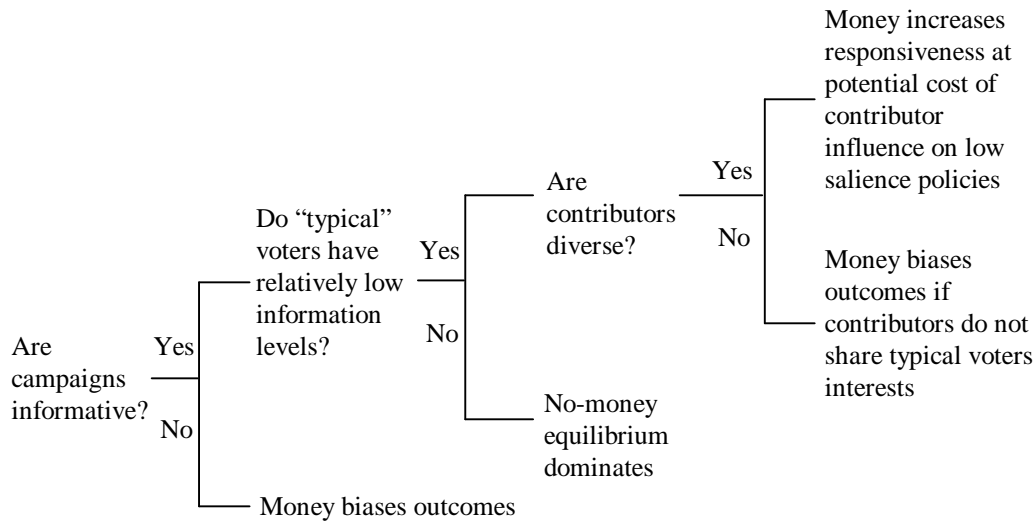 Are
campaigns
informative?
Yes
No
Do “typical”
voters have
relatively low
information
levels?
Money biases outcomes
Yes
No
Are
contributors
diverse?
No-money
equilibrium
dominates
Yes
No
Money increases
responsiveness at
potential cost of
contributor
influence on low
salience policies
Money biases
outcomes if
contributors do not
share typical voters
interests